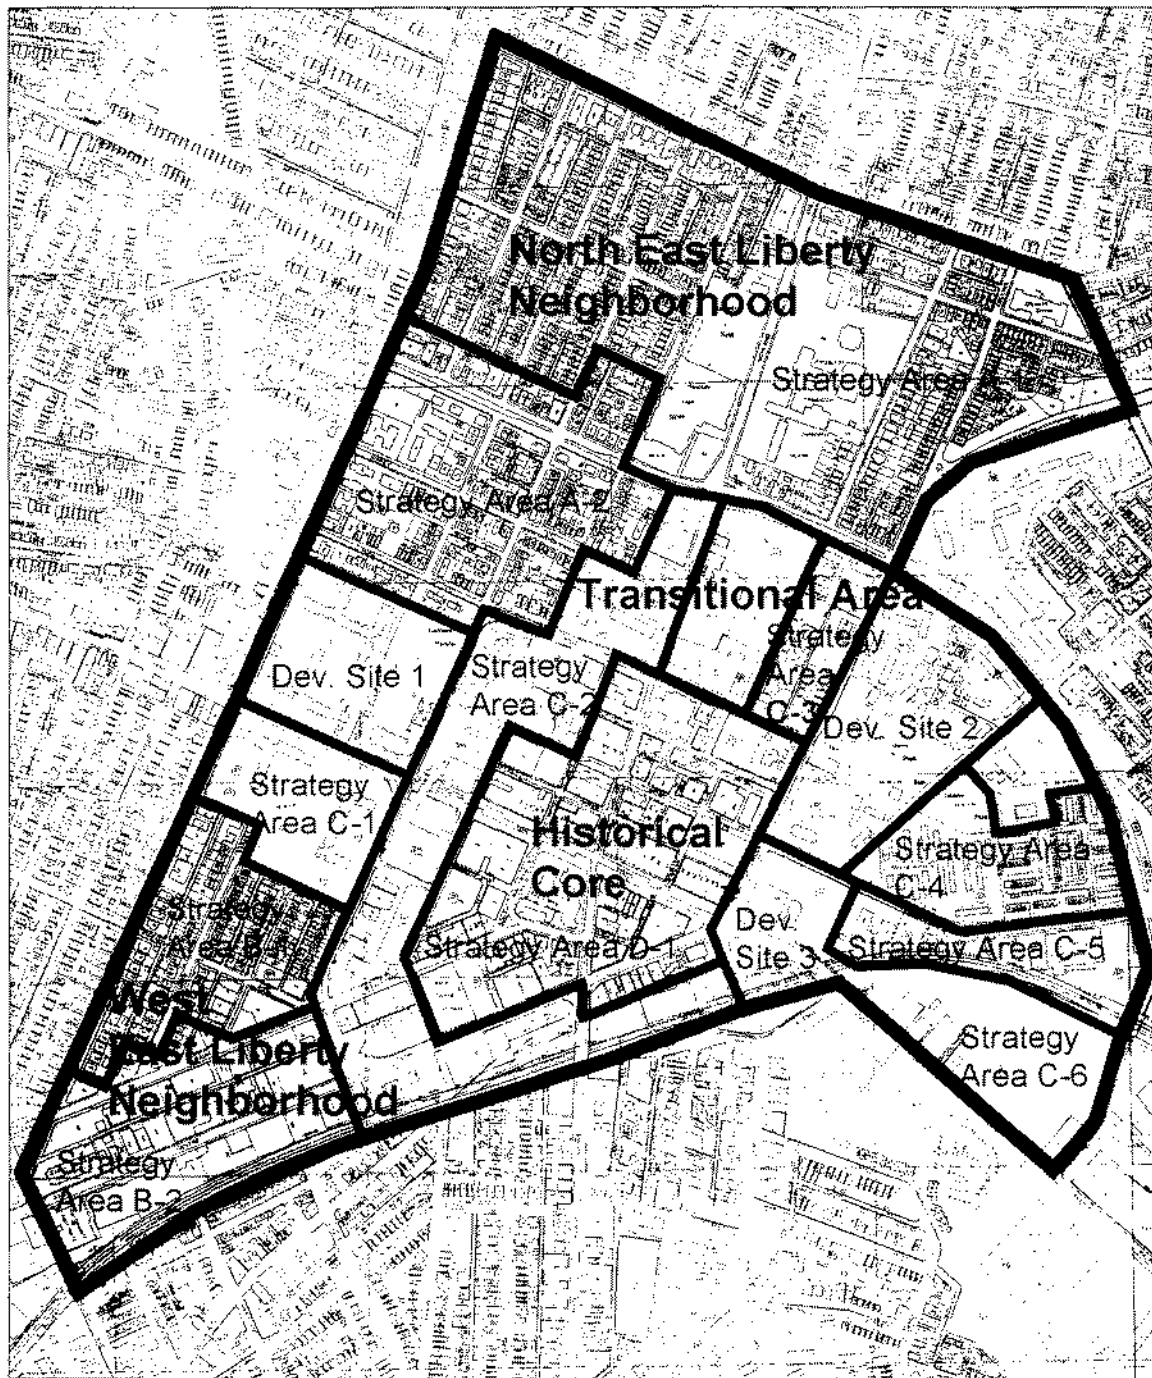 North East Liberty
Neighborhood
Strategy Area A-1
Strategy Area A-2
Transitional Area
Strategy
Area
C-3
Dev. Site 1
Strategy
Area C-2
Dev. Site 2
Strategy
Area C-1
Historical
Core
Strategy Area
C-4
Strategy
Area B-1
Strategy Area D-1
Dev.
Site 3
Strategy Area C-5
West
East Liberty
Neighborhood
Strategy
Area C-6
Strategy
Area B-2